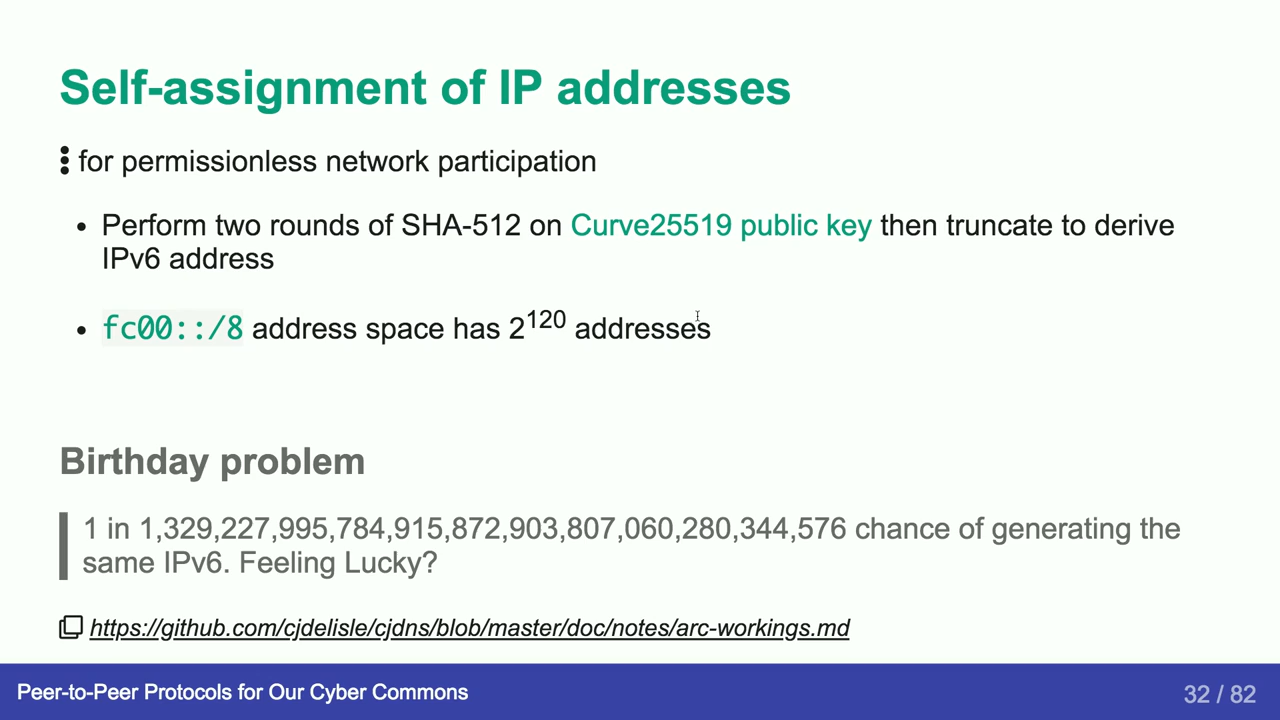 Self-assignment of IP addresses
for permissionless network participation
• Perform two rounds of SHA-512 on Curve25519 public key then truncate to derive
IPv6 address
• fc00::/8 address space has 2^120 addresses
Birthday problem
1 in 1,329,227,995,784,915,872,903,807,060,280,344,576 chance of generating the
same IPv6. Feeling Lucky?
https://github.com/cjdelisle/cjdns/blob/master/doc/notes/arc-workings.md
Peer-to-Peer Protocols for Our Cyber Commons
32 / 82